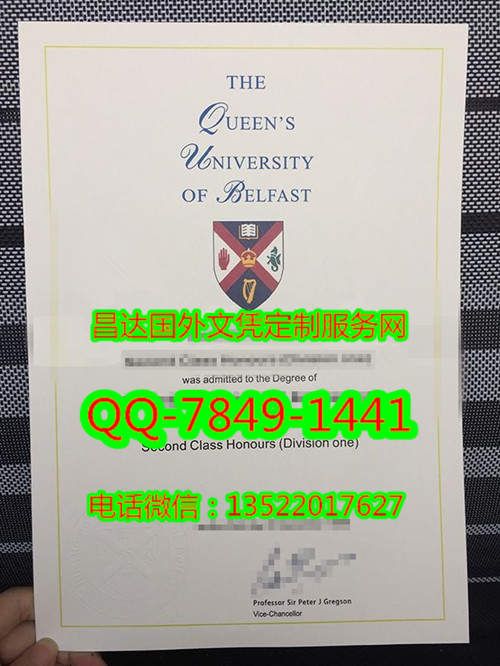 THE
QUEEN'S
UNIVERSITY
OF BELFAST
昌达国外文凭定制服务网
was admitted to the Degree of
QQ-7849-1441
Second Class Honours (Division one)
电话微信：13522017627
Professor Sir Peter J Gregson
Vice-Chancellor